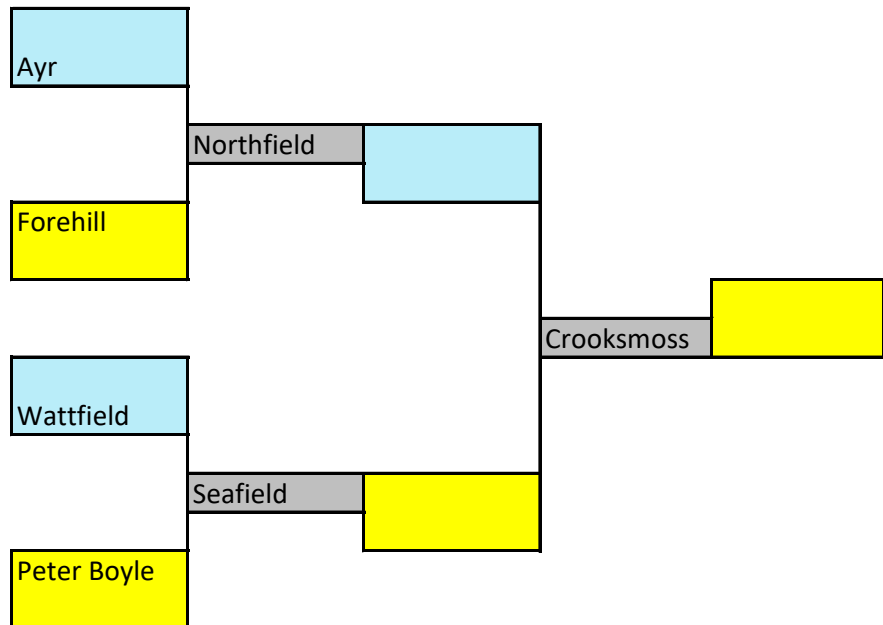 Ayr
Northfield
Forehill
Crooksmoss
Wattfield
Seafield
Peter Boyle